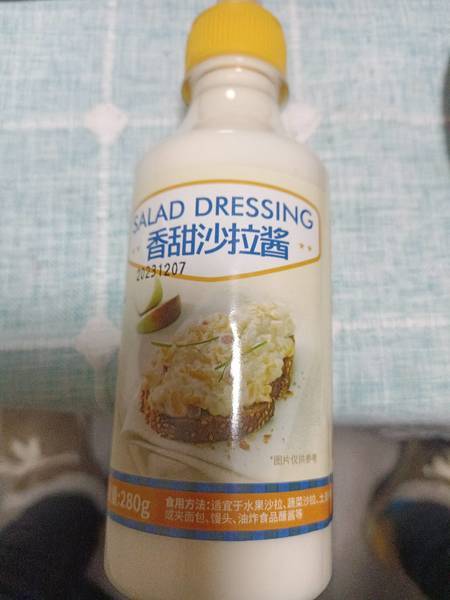 SALAD DRESSING
香甜沙拉酱
20231207
*图片仅供参考
:280g
食用方法:适宜于水果沙拉、蔬菜沙拉、土
或夹面包、馒头、油炸食品蘸酱等